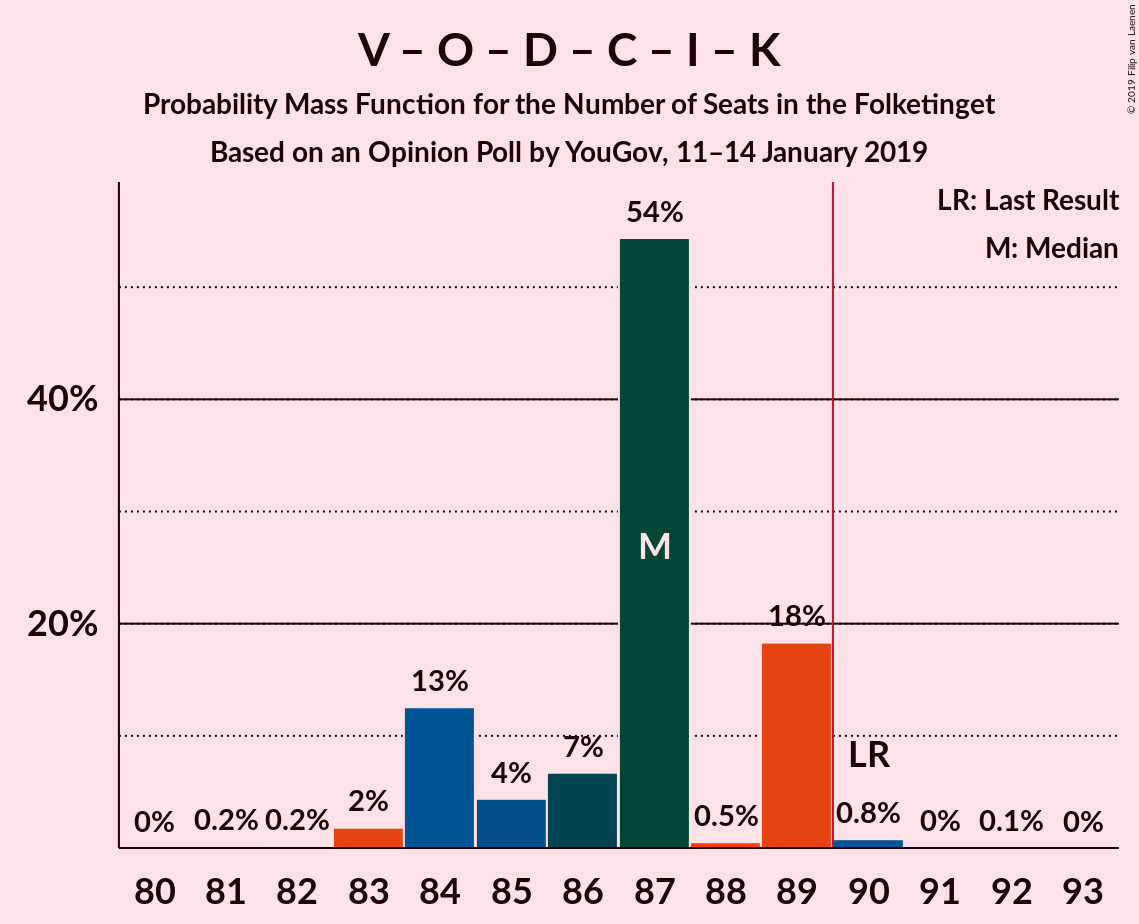 V – O – D – C – I – K
Probability Mass Function for the Number of Seats in the Folketinget
Based on an Opinion Poll by YouGov, 11–14 January 2019
© 2019 Filip van Laenen
LR: Last Result
M: Median
54%
40%
M
20%
18%
13%
7%
LR
4%
2%
0.8%
0.5%
0%
0.2%
0.2%
0%
0.1%
0%
80 81 82 83 84 85 86 87 88 89 90 91 92 93